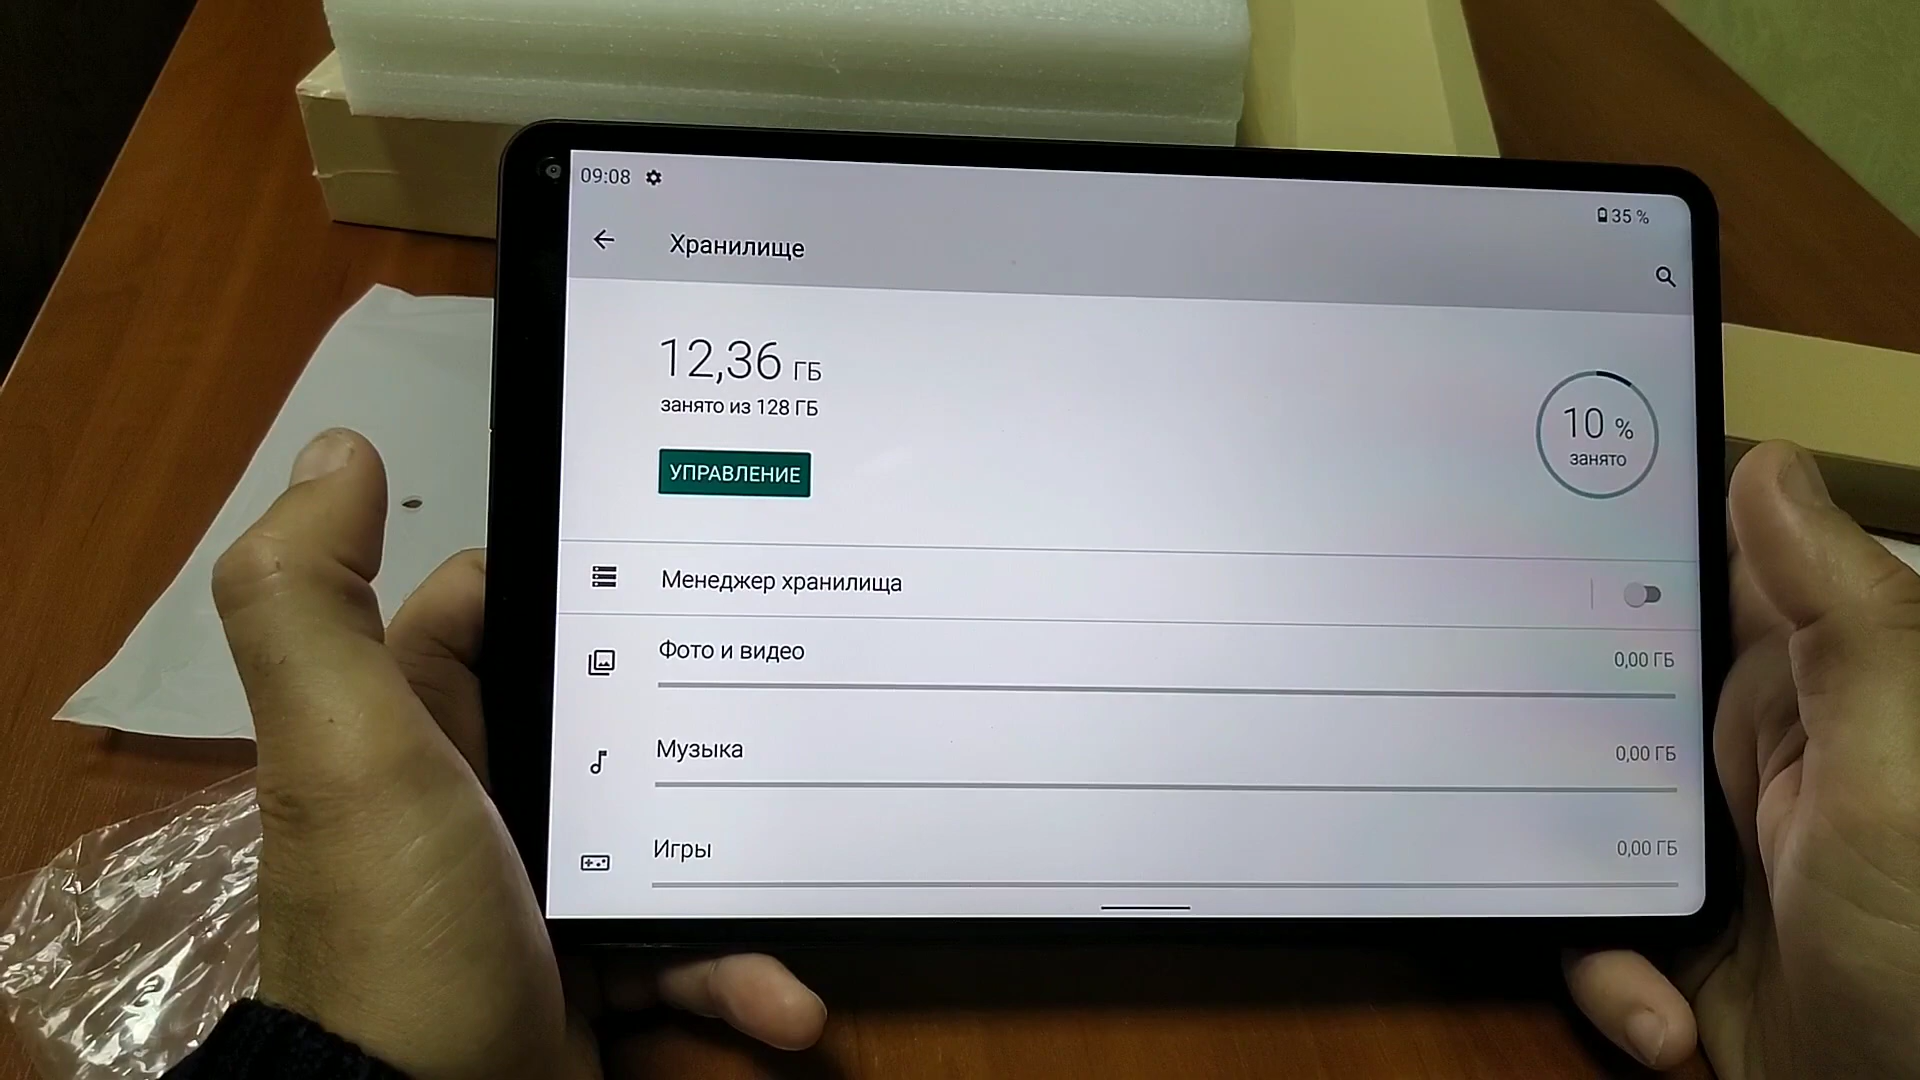 09:08
35 %
Хранилище
12,36 ГБ
занято из 128 ГБ
10 %
занято
УПРАВЛЕНИЕ
Менеджер хранилища
Фото и видео
0,00 ГБ
Музыка
0,00 ГБ
Игры
0,00 ГБ